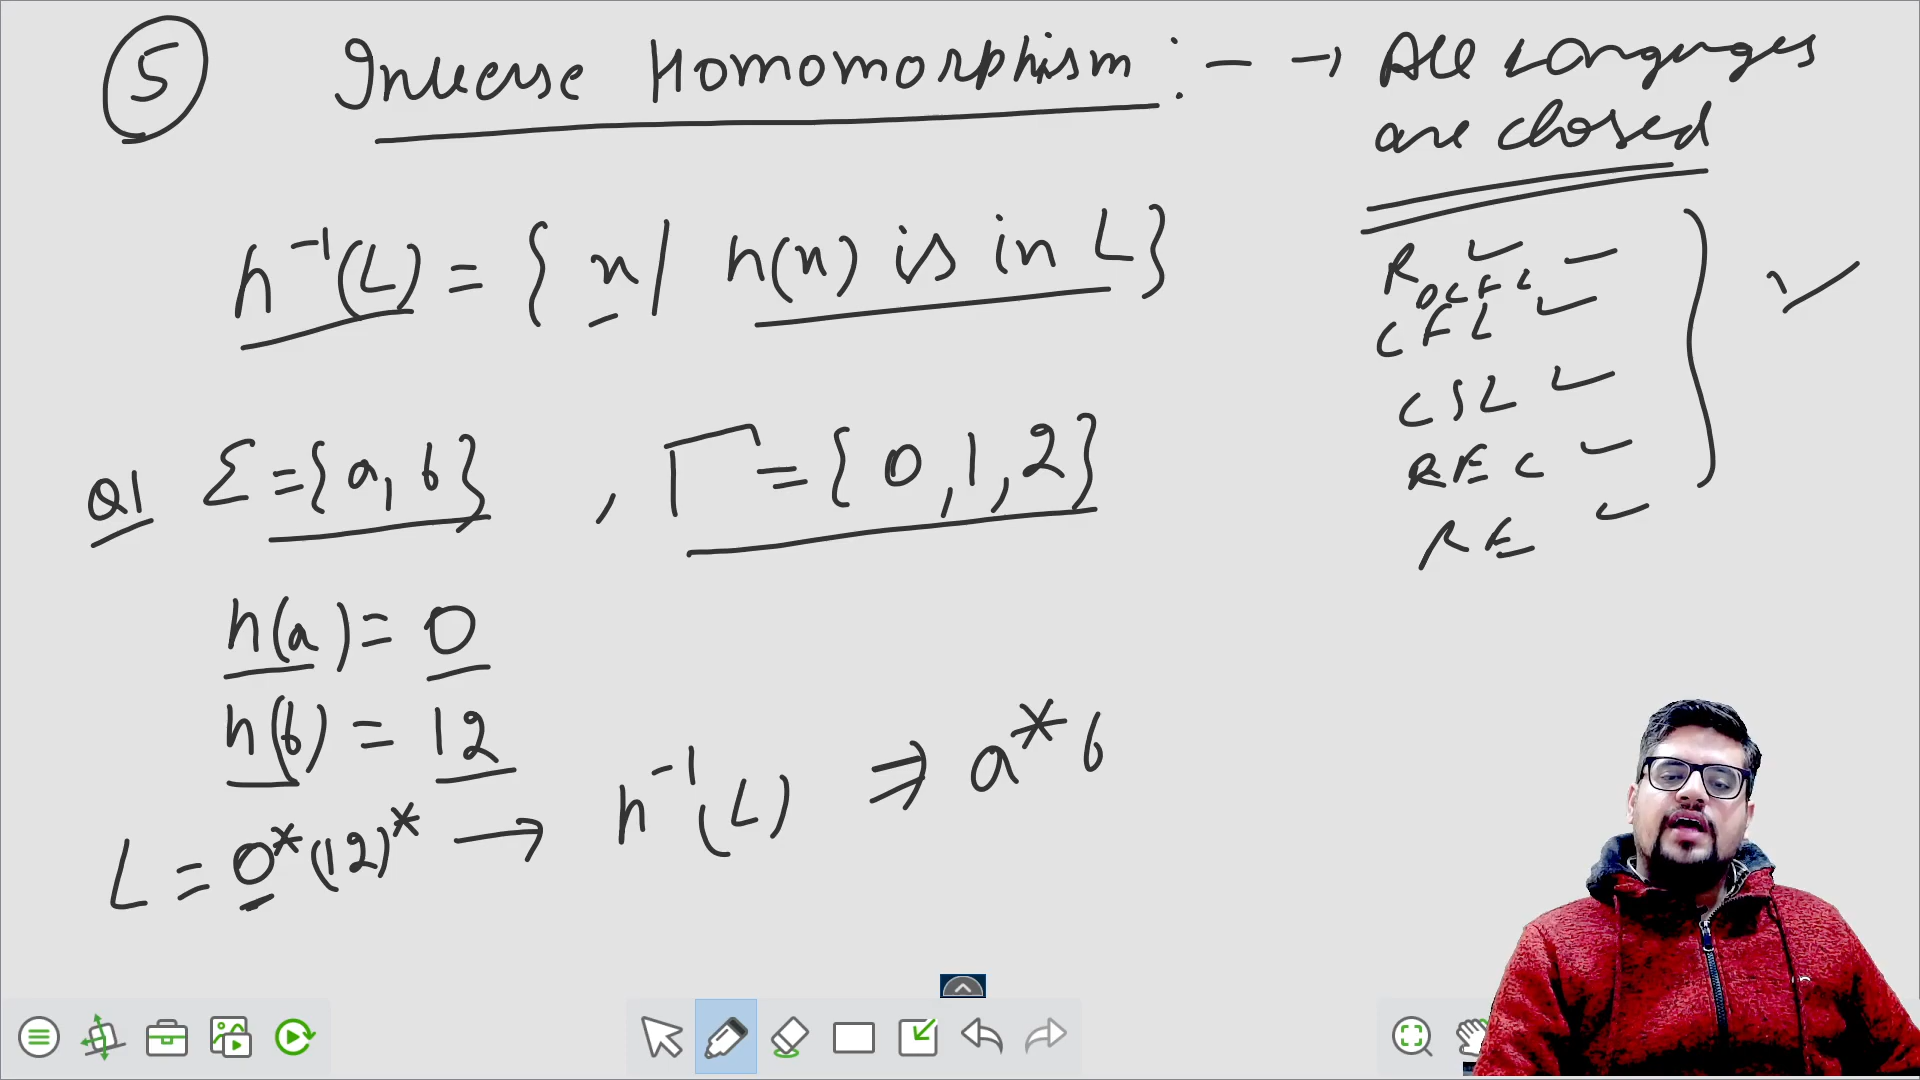 5 Inverse Homomorphism :- → All Languages
are closed
h⁻¹(L) = { x | h(x) is in L }
R ✓
DCFL
CFL ✓
CSL ✓
REC ✓
RE ✓
Q1 Σ = {a, b} , Γ = {0, 1, 2}
h(a) = 0
h(b) = 12
L = 0*(12)* → h⁻¹(L) ⇒ a*b